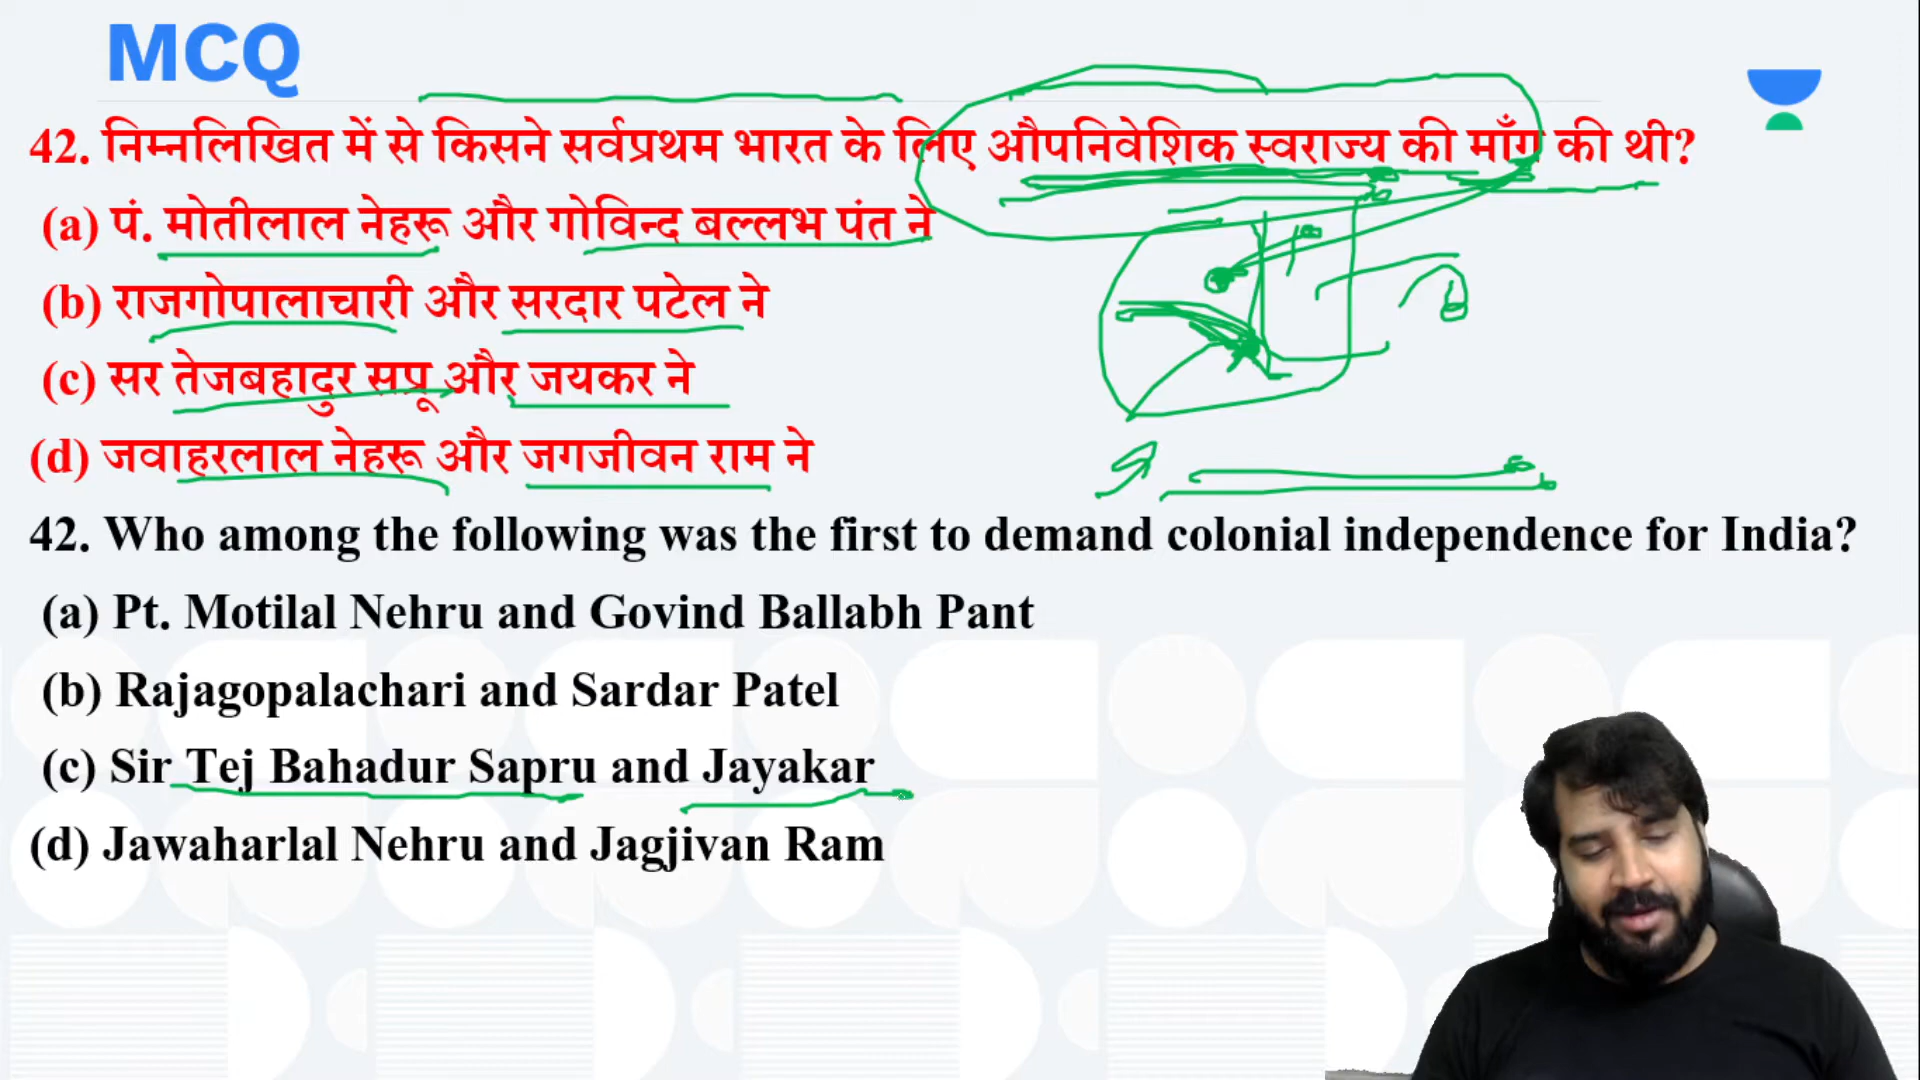 MCQ
42. निम्नलिखित में से किसने सर्वप्रथम भारत के लिए औपनिवेशिक स्वराज्य की माँग की थी?
(a) पं. मोतीलाल नेहरू और गोविन्द बल्लभ पंत ने
(b) राजगोपालाचारी और सरदार पटेल ने
(c) सर तेजबहादुर सप्रू और जयकर ने
(d) जवाहरलाल नेहरू और जगजीवन राम ने
42. Who among the following was the first to demand colonial independence for India?
(a) Pt. Motilal Nehru and Govind Ballabh Pant
(b) Rajagopalachari and Sardar Patel
(c) Sir Tej Bahadur Sapru and Jayakar
(d) Jawaharlal Nehru and Jagjivan Ram